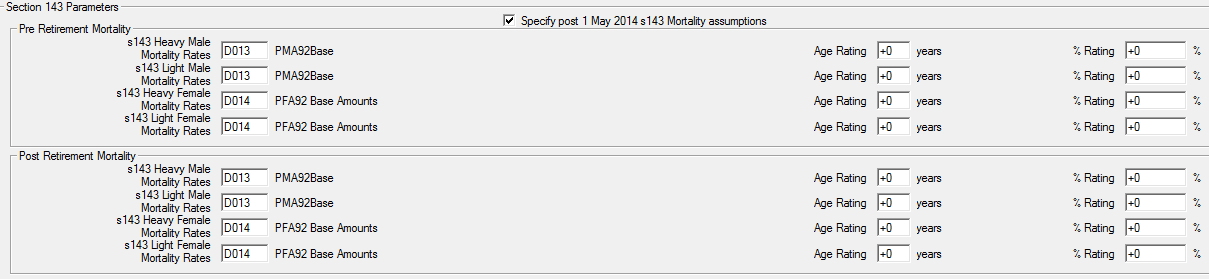 Section 143 Parameters
Specify post 1 May 2014 s143 Mortality assumptions
Pre Retirement Mortality
s143 Heavy Male
Mortality Rates D013 PMA92Base Age Rating +0 years % Rating +0 %
s143 Light Male
Mortality Rates D013 PMA92Base Age Rating +0 years % Rating +0 %
s143 Heavy Female
Mortality Rates D014 PFA92 Base Amounts Age Rating +0 years % Rating +0 %
s143 Light Female
Mortality Rates D014 PFA92 Base Amounts Age Rating +0 years % Rating +0 %
Post Retirement Mortality
s143 Heavy Male
Mortality Rates D013 PMA92Base Age Rating +0 years % Rating +0 %
s143 Light Male
Mortality Rates D013 PMA92Base Age Rating +0 years % Rating +0 %
s143 Heavy Female
Mortality Rates D014 PFA92 Base Amounts Age Rating +0 years % Rating +0 %
s143 Light Female
Mortality Rates D014 PFA92 Base Amounts Age Rating +0 years % Rating +0 %